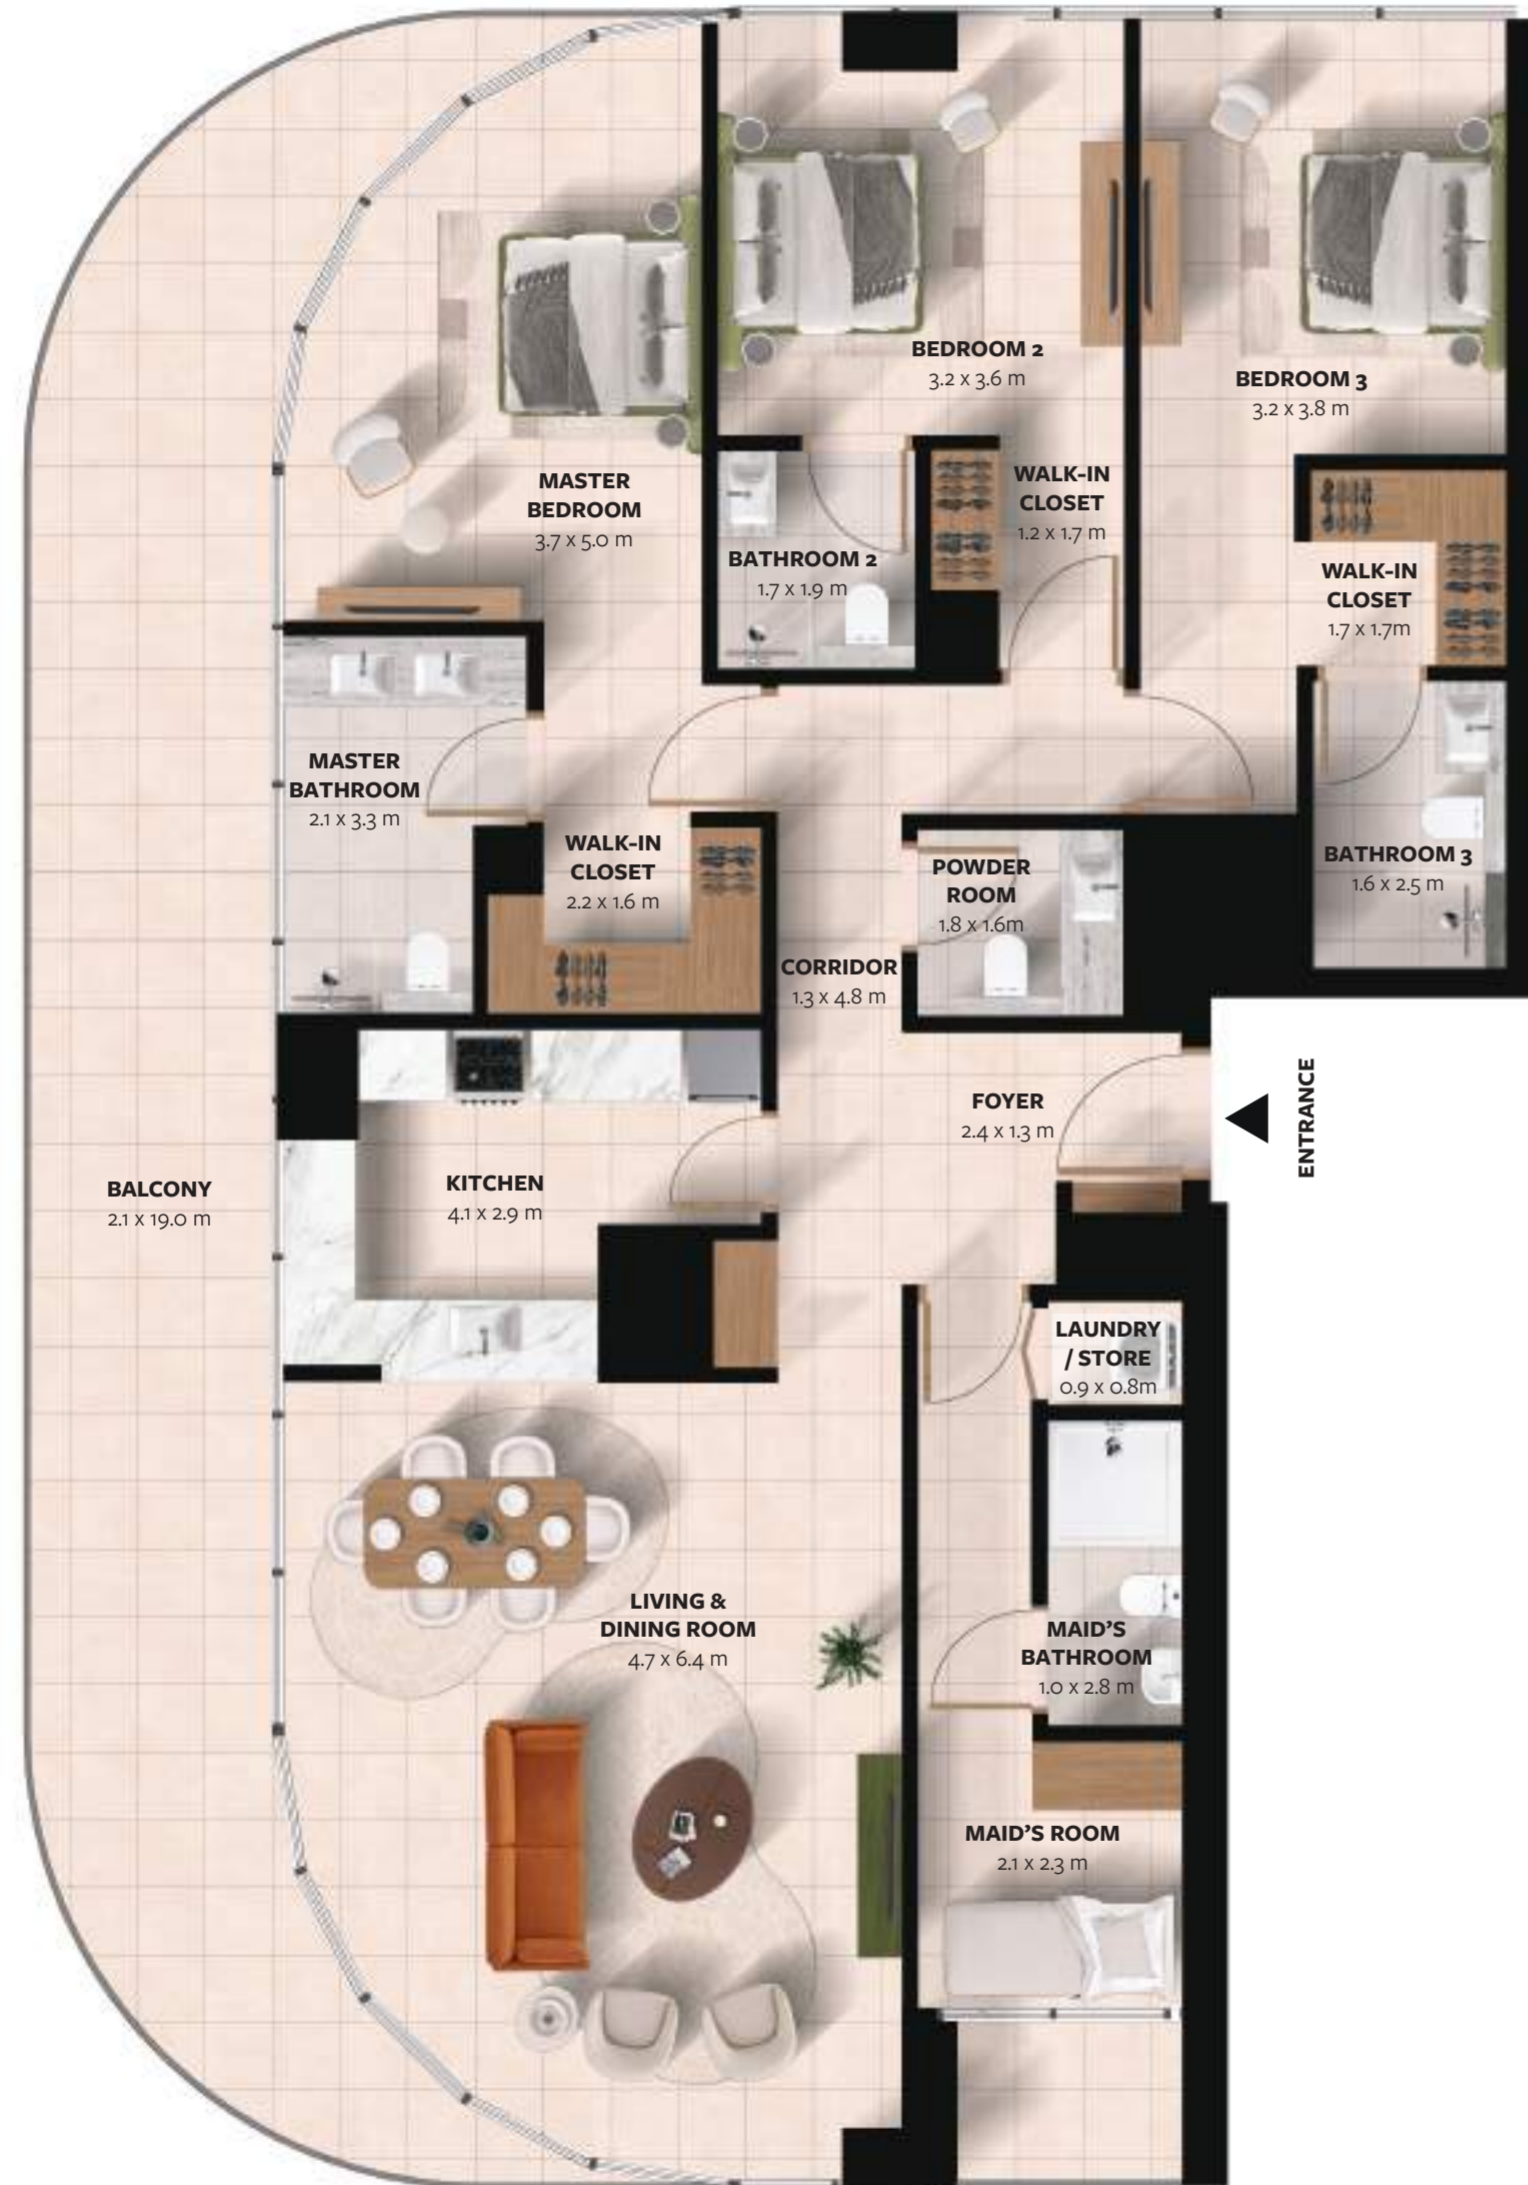 BEDROOM 2
3.2 x 3.6 m
BEDROOM 3
3.2 x 3.8 m
MASTER
BEDROOM
3.7 x 5.0 m
WALK-IN
CLOSET
1.2 x 1.7 m
BATHROOM 2
1.7 x 1.9 m
WALK-IN
CLOSET
1.7 x 1.7m
MASTER
BATHROOM
2.1 x 3.3 m
WALK-IN
CLOSET
2.2 x 1.6 m
POWDER
ROOM
1.8 x 1.6m
BATHROOM 3
1.6 x 2.5 m
CORRIDOR
1.3 x 4.8 m
FOYER
2.4 x 1.3 m
ENTRANCE
BALCONY
2.1 x 19.0 m
KITCHEN
4.1 x 2.9 m
LAUNDRY
/ STORE
0.9 x 0.8m
LIVING &
DINING ROOM
4.7 x 6.4 m
MAID'S
BATHROOM
1.0 x 2.8 m
MAID'S ROOM
2.1 x 2.3 m